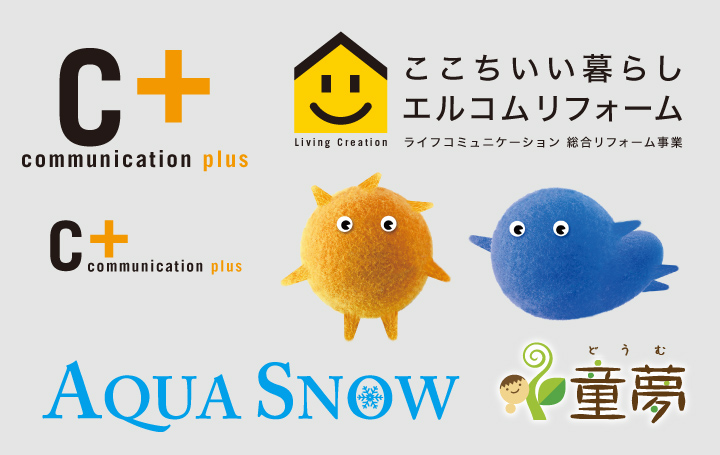 C+
communication plus
Living Creation
ここちいい暮らし
エルコムリフォーム
ライフコミュニケーション 総合リフォーム事業
C+
communication plus
AQUA SNOW
どうむ
童夢